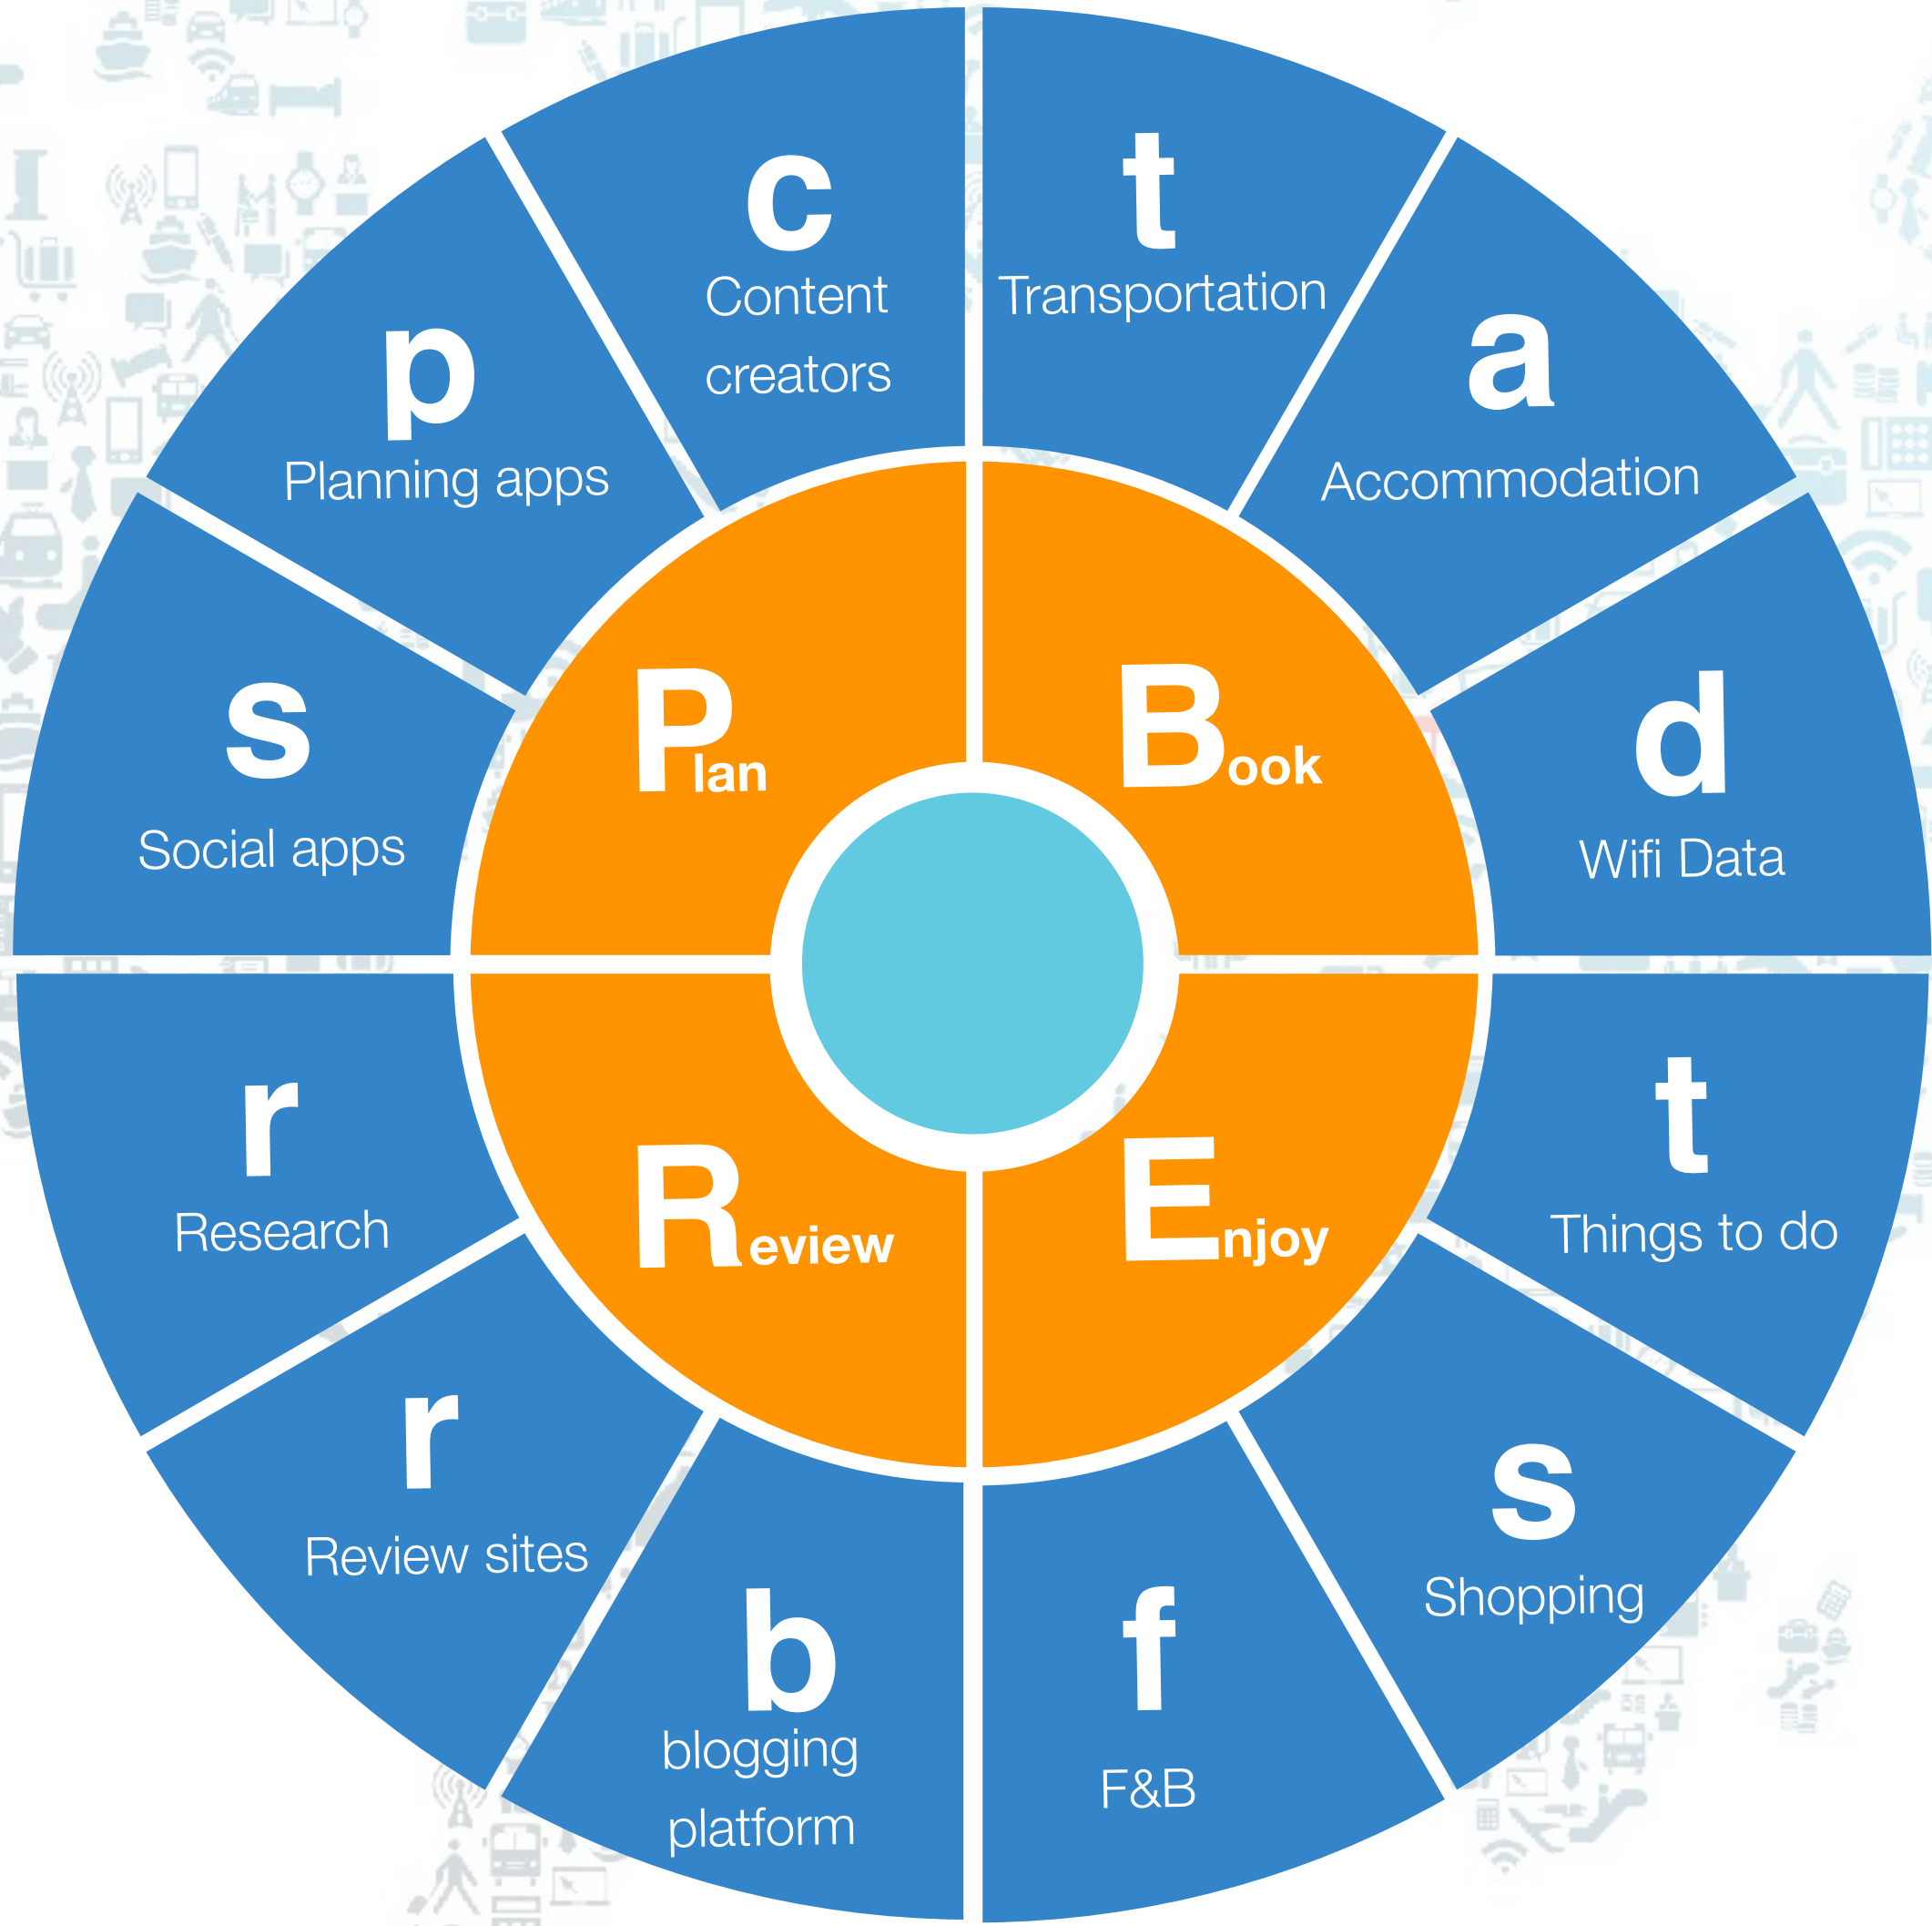 c
Content
creators
t
Transportation
p
Planning apps
a
Accommodation
s
Social apps
Plan
Book
d
Wifi Data
r
Research
Review
Enjoy
t
Things to do
r
Review sites
s
Shopping
b
blogging
platform
f
F&B